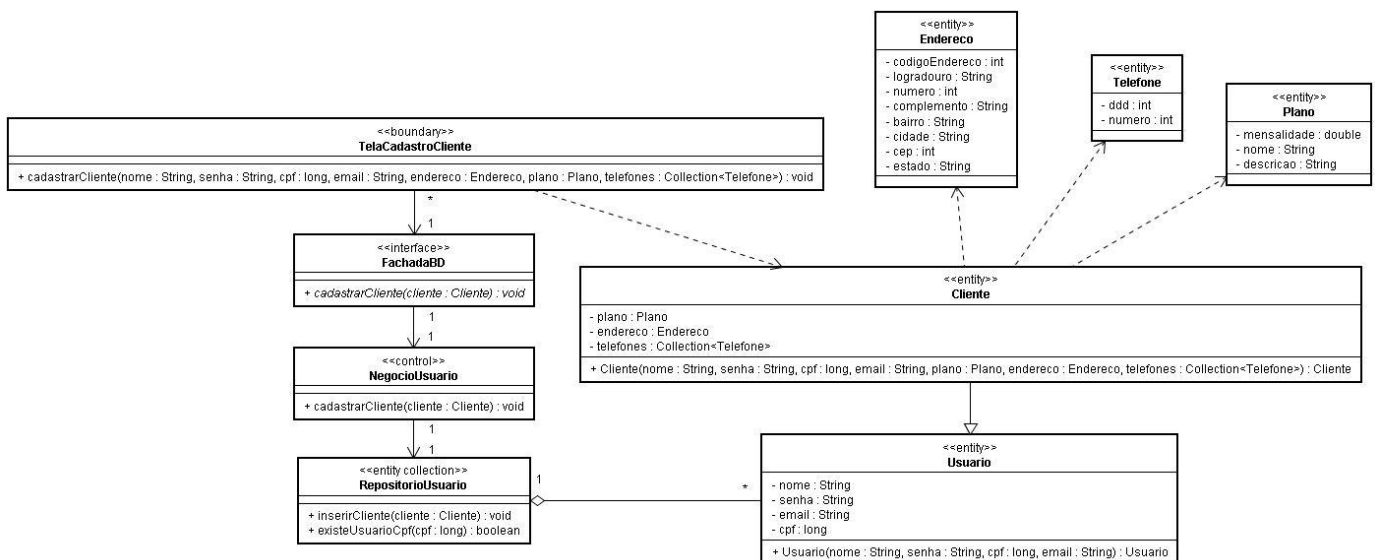 <<entity>>
Endereco
- codigoEndereco : int
- logradouro : String
- numero : int
- complemento : String
- bairro : String
- cidade : String
- cep : int
- estado : String
<<entity>>
Telefone
- ddd : int
- numero : int
<<entity>>
Plano
- mensalidade : double
- nome : String
- descricao : String
<<boundary>>
TelaCadastroCliente
+ cadastrarCliente(nome : String, senha : String, cpf : long, email : String, endereco : Endereco, plano : Plano, telefones : Collection<Telefone>) : void
*
1
<<interface>>
FachadaBD
+ cadastrarCliente(cliente : Cliente) : void
1
1
<<control>>
NegocioUsuario
+ cadastrarCliente(cliente : Cliente) : void
1
1
<<entity collection>>
RepositorioUsuario
+ inserirCliente(cliente : Cliente) : void
+ existeUsuarioCpf(cpf : long) : boolean
1
*
<<entity>>
Cliente
- plano : Plano
- endereco : Endereco
- telefones : Collection<Telefone>
+ Cliente(nome : String, senha : String, cpf : long, email : String, plano : Plano, endereco : Endereco, telefones : Collection<Telefone>) : Cliente
<<entity>>
Usuario
- nome : String
- senha : String
- email : String
- cpf : long
+ Usuario(nome : String, senha : String, cpf : long, email : String) : Usuario